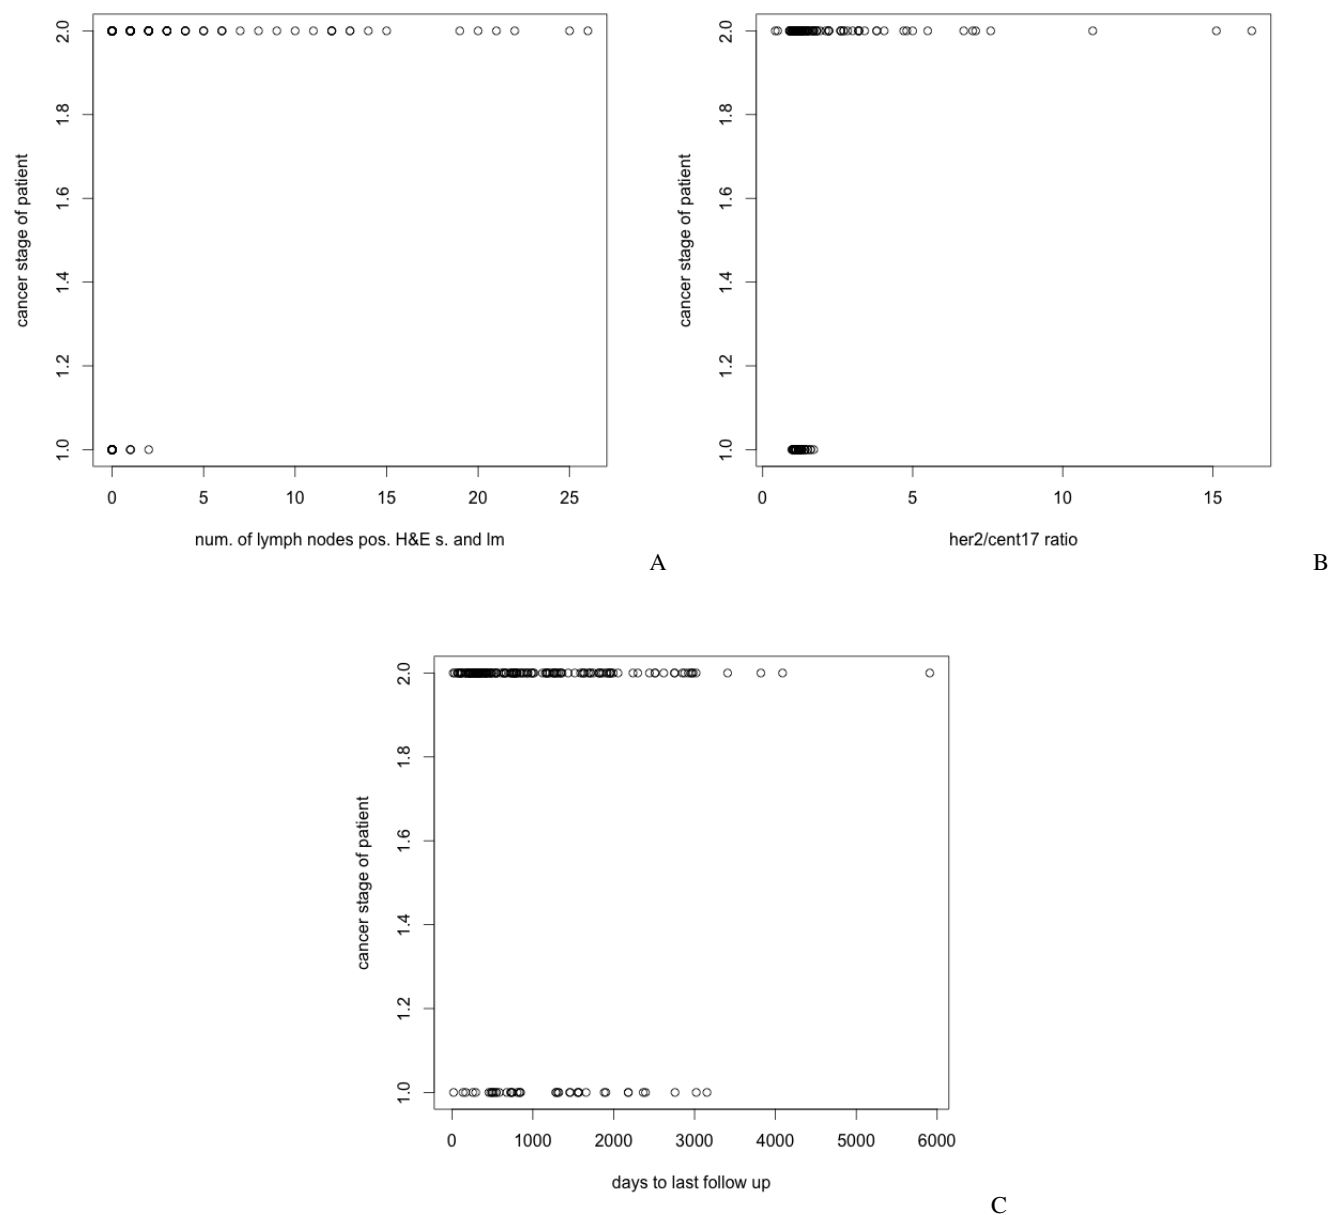 cancer stage of patient
2.0
1.8
1.6
1.4
1.2
1.0
0 5 10 15 20 25
num. of lymph nodes pos. H&E s. and lm
A
cancer stage of patient
2.0
1.8
1.6
1.4
1.2
1.0
0 5 10 15
her2/cent17 ratio
B
cancer stage of patient
2.0
1.8
1.6
1.4
1.2
1.0
0 1000 2000 3000 4000 5000 6000
days to last follow up
C